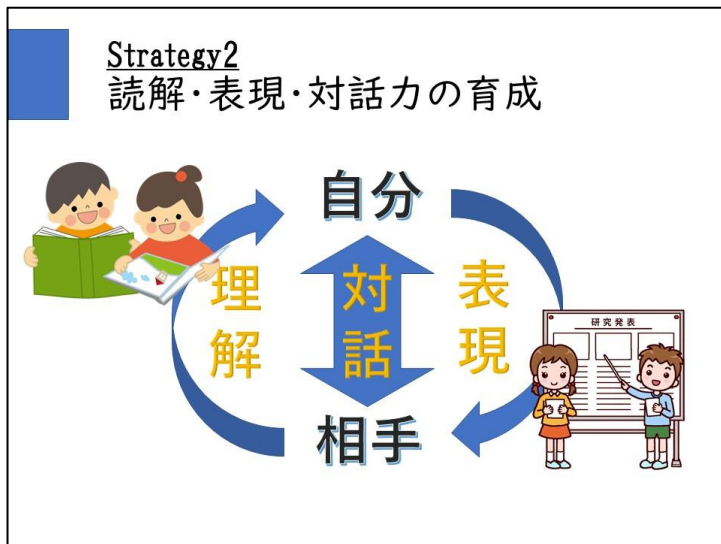 Strategy2
読解・表現・対話力の育成
自分
理解
対話
表現
研究発表
相手